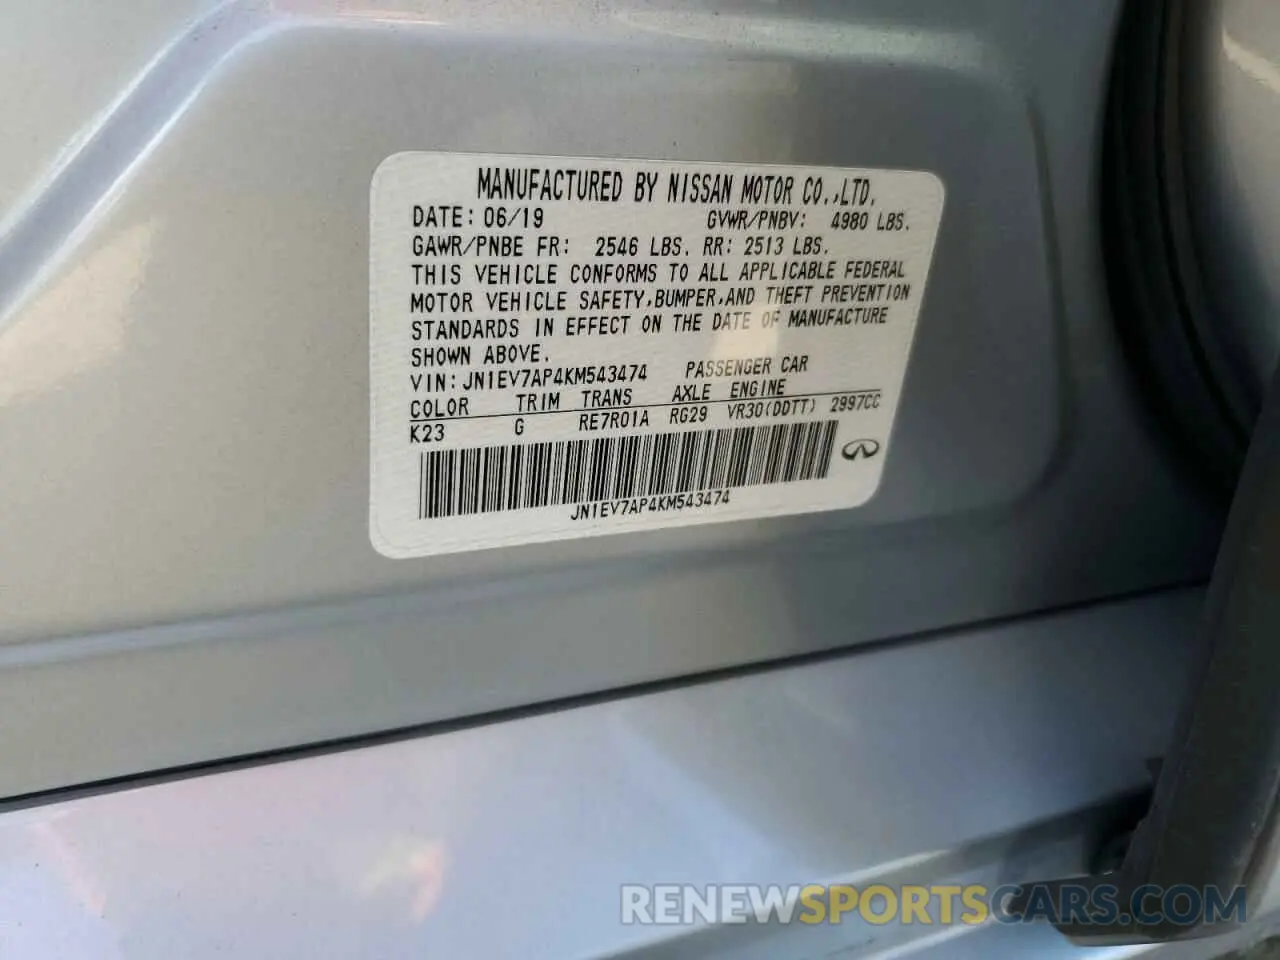 MANUFACTURED BY NISSAN MOTOR CO.,LTD.
DATE: 06/19 GVWR/PNBV: 4980 LBS.
GAWR/PNBE FR: 2546 LBS. RR: 2513 LBS.
THIS VEHICLE CONFORMS TO ALL APPLICABLE FEDERAL
MOTOR VEHICLE SAFETY,BUMPER,AND THEFT PREVENTION
STANDARDS IN EFFECT ON THE DATE OF MANUFACTURE
SHOWN ABOVE.
VIN:JN1EV7AP4KM543474 PASSENGER CAR
COLOR TRIM TRANS AXLE ENGINE
K23 G RE7R01A RG29 VR30(DDTT) 2997CC
JN1EV7AP4KM543474
RENEWSPORTSCARS.COM